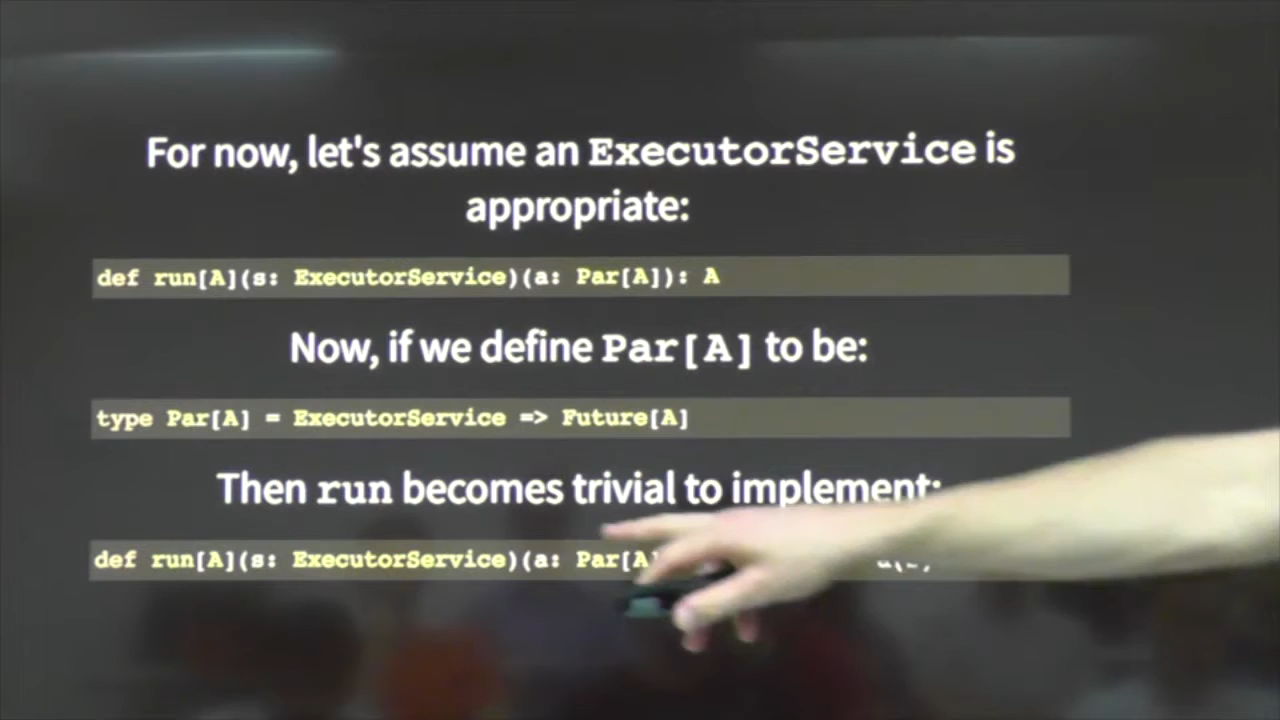 For now, let's assume an ExecutorService is
appropriate:
def run[A](s: ExecutorService)(a: Par[A]): A
Now, if we define Par[A] to be:
type Par[A] = ExecutorService => Future[A]
Then run becomes trivial to implement:
def run[A](s: ExecutorService)(a: Par[A]